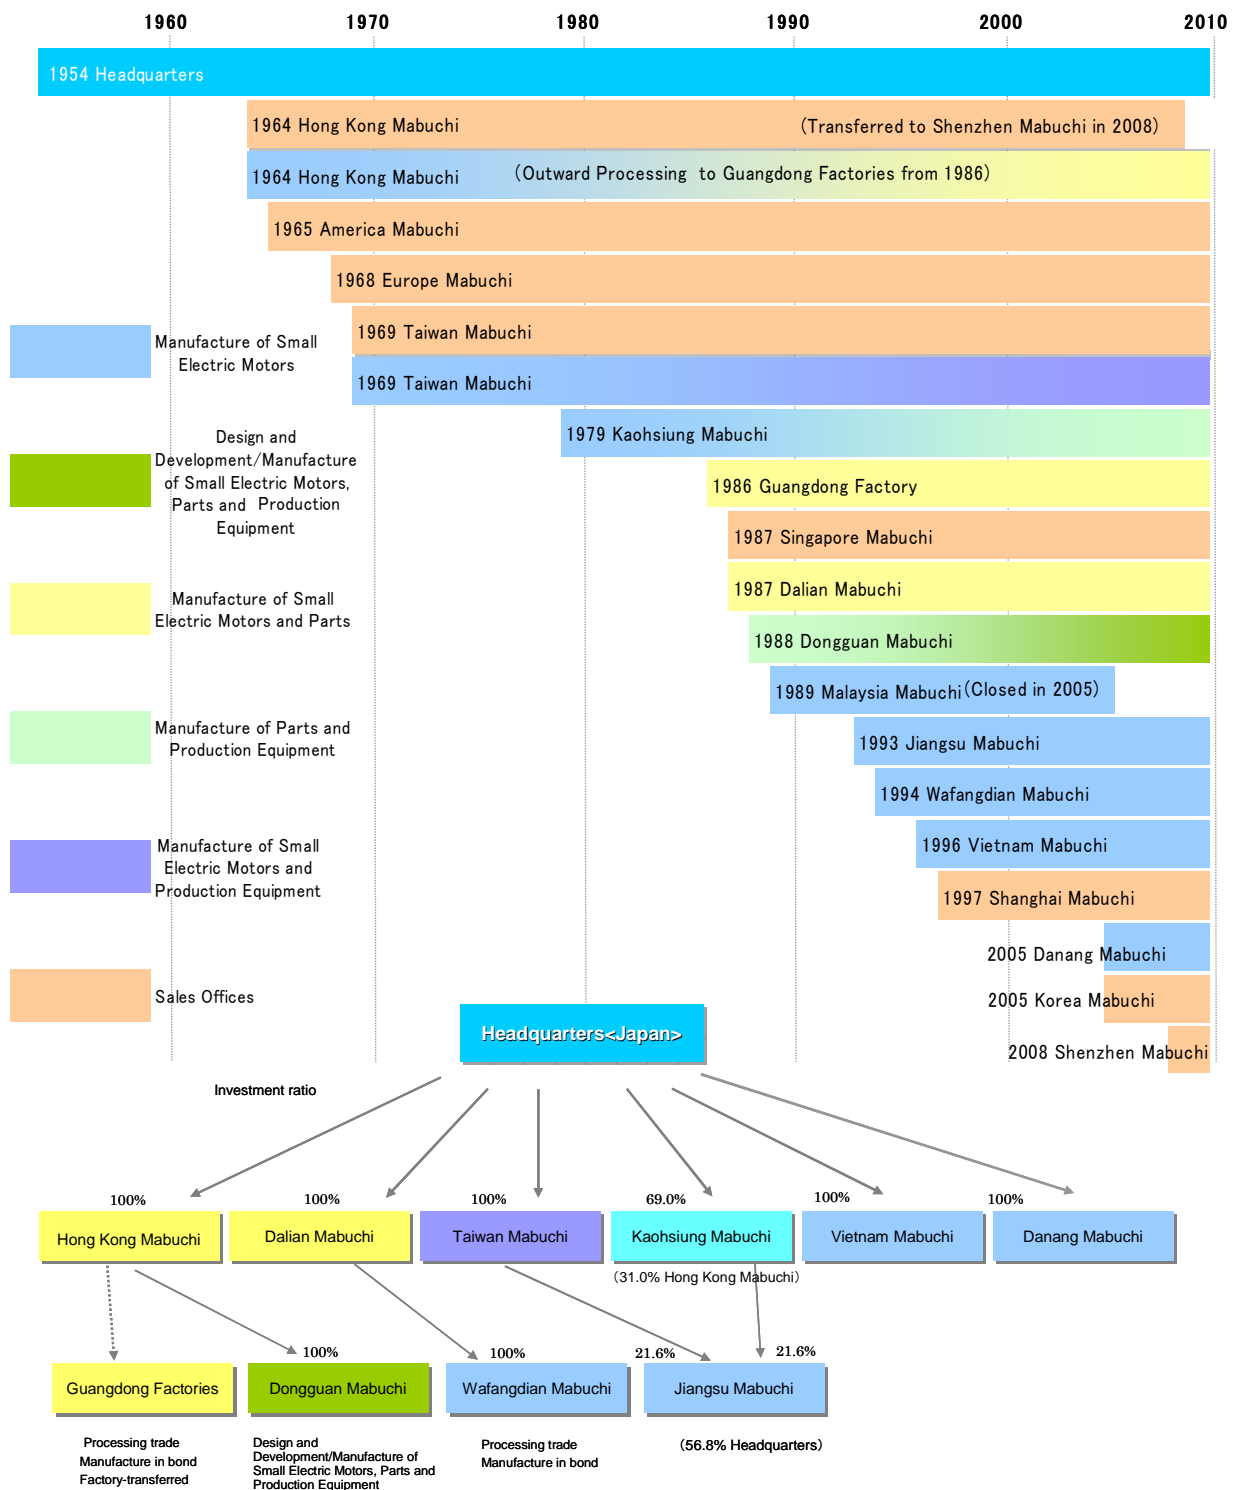 1960 1970 1980 1990 2000 2010
1954 Headquarters
1964 Hong Kong Mabuchi (Transferred to Shenzhen Mabuchi in 2008)
1964 Hong Kong Mabuchi (Outward Processing to Guangdong Factories from 1986)
1965 America Mabuchi
1968 Europe Mabuchi
1969 Taiwan Mabuchi
1969 Taiwan Mabuchi
1979 Kaohsiung Mabuchi
1986 Guangdong Factory
1987 Singapore Mabuchi
1987 Dalian Mabuchi
1988 Dongguan Mabuchi
1989 Malaysia Mabuchi (Closed in 2005)
1993 Jiangsu Mabuchi
1994 Wafangdian Mabuchi
1996 Vietnam Mabuchi
1997 Shanghai Mabuchi
2005 Danang Mabuchi
2005 Korea Mabuchi
2008 Shenzhen Mabuchi
Manufacture of Small
Electric Motors
Design and
Development/Manufacture
of Small Electric Motors,
Parts and Production
Equipment
Manufacture of Small
Electric Motors and Parts
Manufacture of Parts and
Production Equipment
Manufacture of Small
Electric Motors and
Production Equipment
Sales Offices
Headquarters<Japan>
Investment ratio
100% 100% 100% 69.0% 100% 100%
Hong Kong Mabuchi Dalian Mabuchi Taiwan Mabuchi Kaohsiung Mabuchi Vietnam Mabuchi Danang Mabuchi
(31.0% Hong Kong Mabuchi)
100% 100% 21.6% 21.6%
Guangdong Factories Dongguan Mabuchi Wafangdian Mabuchi Jiangsu Mabuchi
Processing trade
Manufacture in bond
Factory-transferred
Design and
Development/Manufacture of
Small Electric Motors, Parts and
Production Equipment
Processing trade
Manufacture in bond
(56.8% Headquarters)